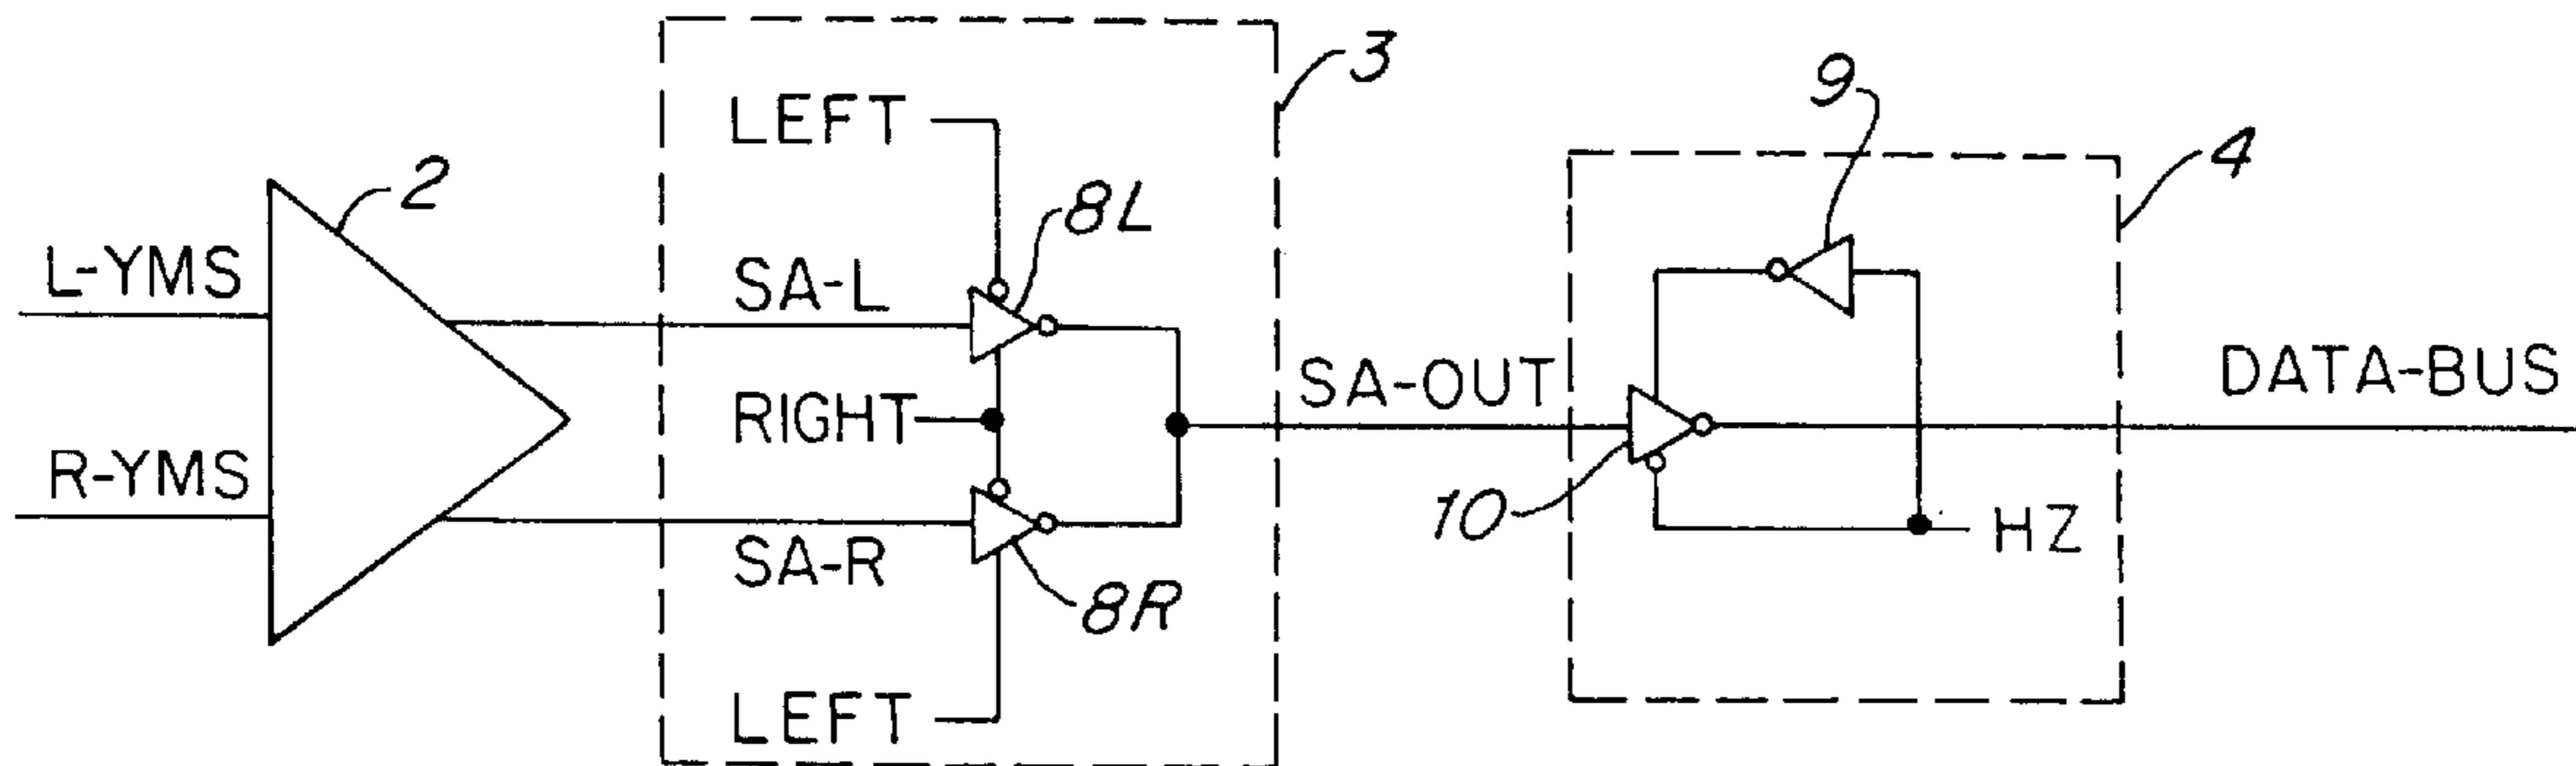 3
9
LEFT
4
2
8L
L-YMS
SA-L
SA-OUT
DATA-BUS
RIGHT
R-YMS
10
HZ
SA-R
8R
LEFT